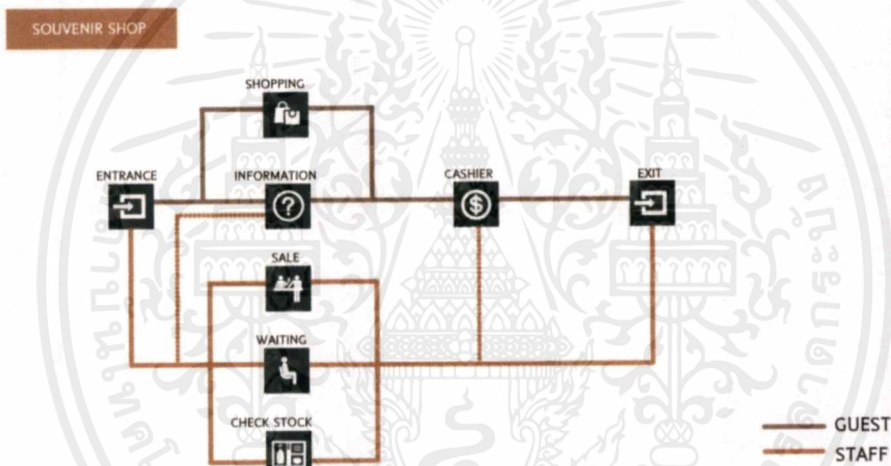 SOUVENIR SHOP
SHOPPING
ENTRANCE
INFORMATION
CASHIER
EXIT
?
$
SALE
WAITING
CHECK STOCK
GUEST
STAFF